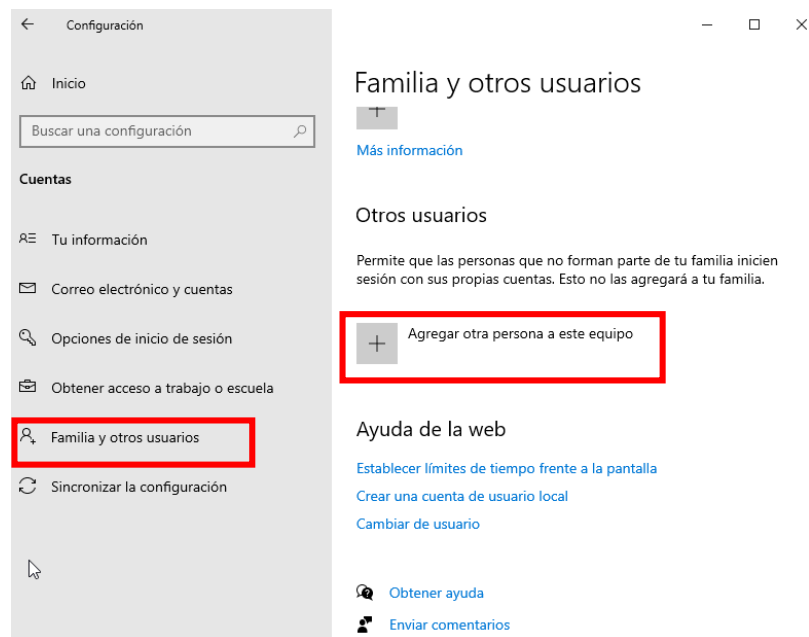 Configuración
Inicio
Buscar una configuración
Cuentas
Tu información
Correo electrónico y cuentas
Opciones de inicio de sesión
Obtener acceso a trabajo o escuela
Familia y otros usuarios
Sincronizar la configuración
Familia y otros usuarios
Más información
Otros usuarios
Permite que las personas que no forman parte de tu familia inicien
sesión con sus propias cuentas. Esto no las agregará a tu familia.
Agregar otra persona a este equipo
Ayuda de la web
Establecer límites de tiempo frente a la pantalla
Crear una cuenta de usuario local
Cambiar de usuario
Obtener ayuda
Enviar comentarios